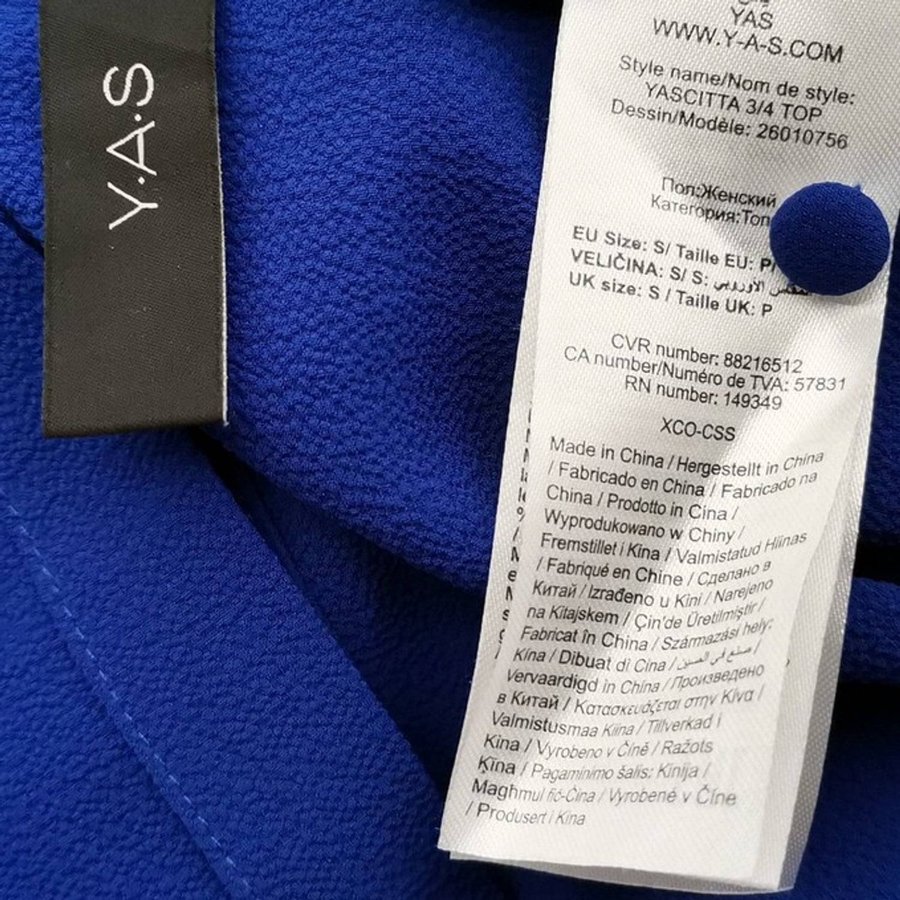 Y.A.S
YAS
WWW.Y-A-S.COM
Style name/Nom de style:
YASCITTA 3/4 TOP
Dessin/Modèle: 26010756
Пол:Женский
Категория:Топ
EU Size: S/ Taille EU: P/
VELIČINA: S/ S:
UK size: S / Taille UK: P
CVR number: 88216512
CA number/Numéro de TVA: 57831
RN number: 149349
XCO-CSS
Made in China / Hergestellt in China
/ Fabricado en China / Fabricado na
China / Prodotto in Cina /
Wyprodukowano w Chiny /
Fremstillet i Kina / Valmistatud Hiinas
/ Fabriqué en Chine / Сделано в
Китай / Izrađeno u Kini / Narejeno
na Kitajskem / Çin'de Üretilmiştir /
Fabricat în China / Származási hely:
Kína / Dibuat di Cina / صنع في الصين /
Vervaardigd in China / Произведено
в Китай / Κατασκευάζεται στην Κίνα /
Valmistusmaa Kiina / Tillverkad i
Kina / Vyrobeno v Číně / Ražots
Ķīna / Pagaminimo šalis: Kinija /
Maghmul fiċ-Ċina / Vyrobené v Číne
/ Produsert i Kina